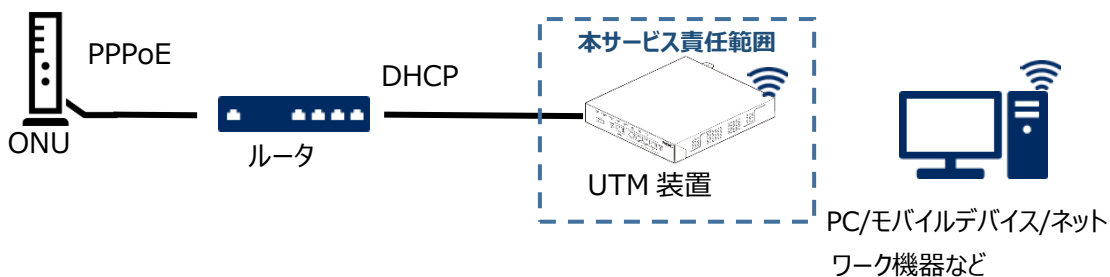 PPPoE
本サービス責任範囲
DHCP
ONU
ルータ
UTM 装置
PC/モバイルデバイス/ネット
ワーク機器など